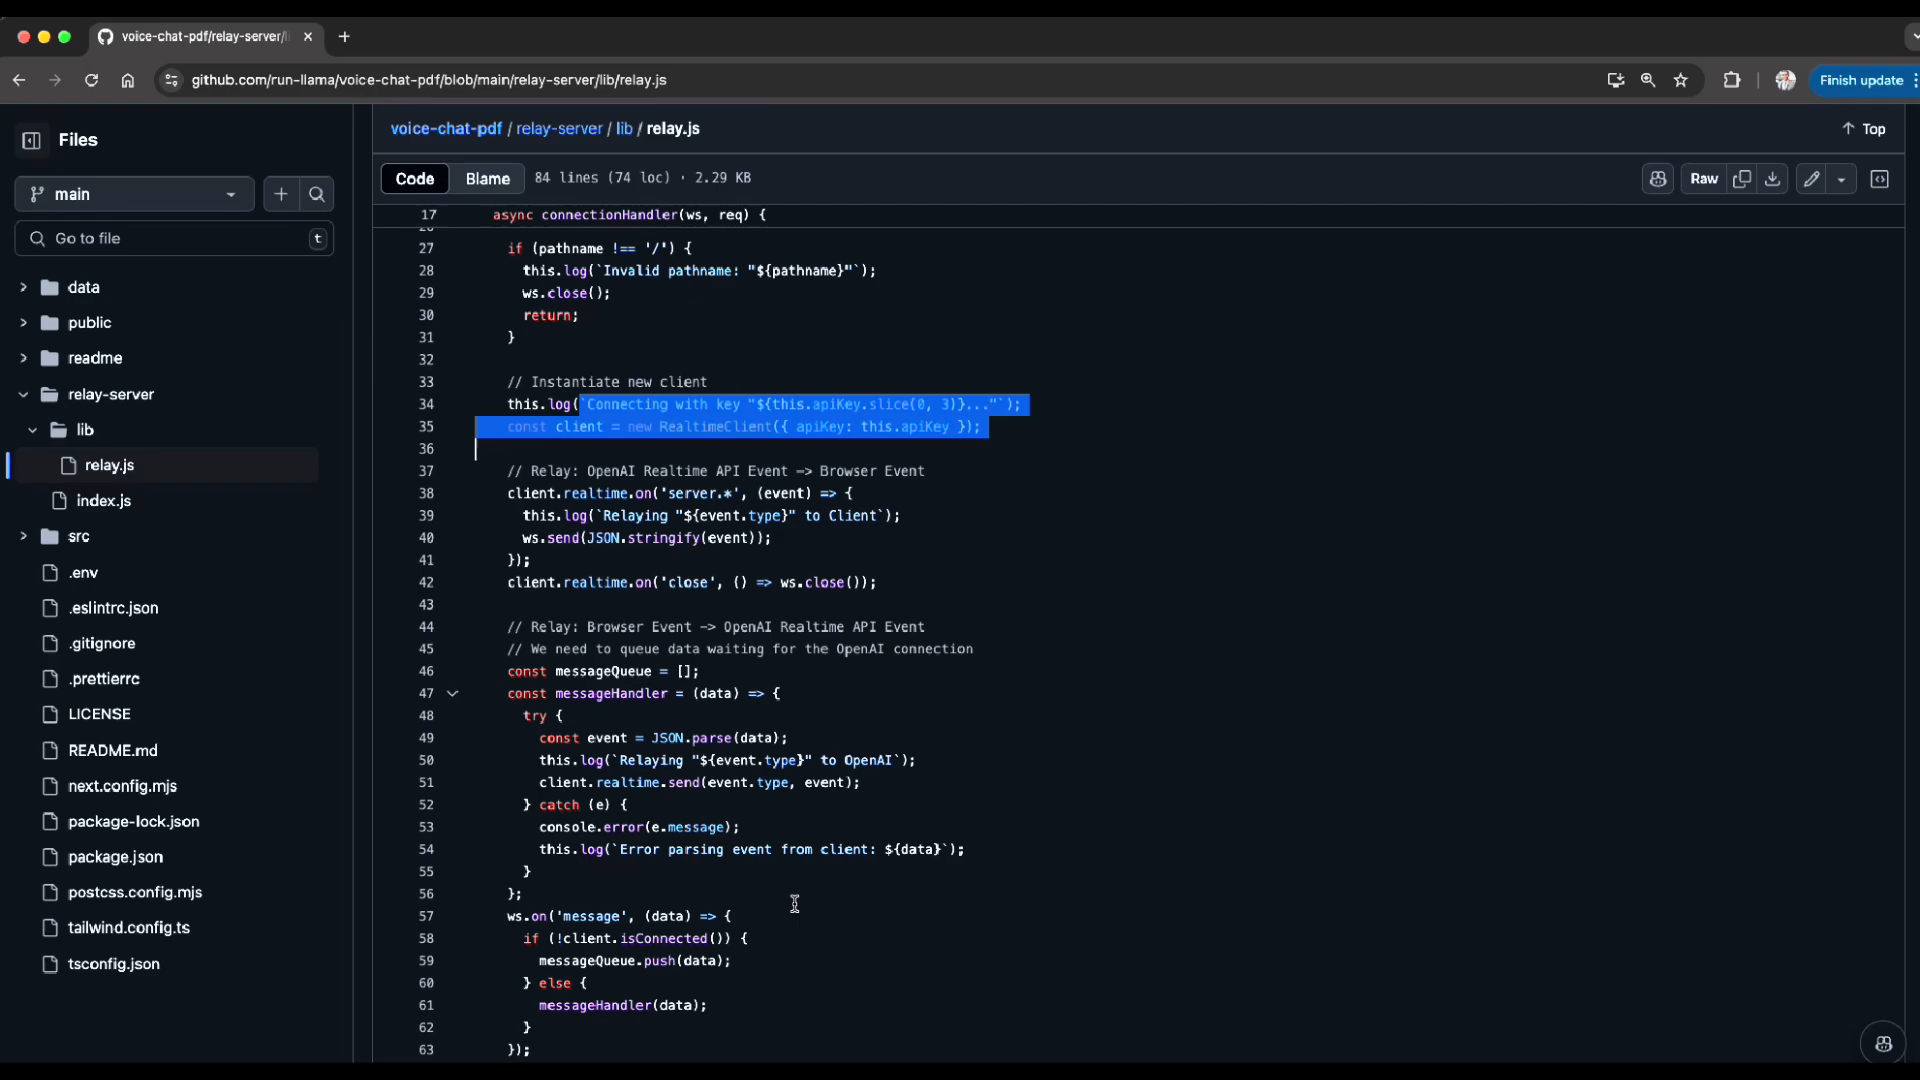 voice-chat-pdf/relay-server/l
github.com/run-llama/voice-chat-pdf/blob/main/relay-server/lib/relay.js
Finish update
Files
main
Go to file
t
data
public
readme
relay-server
lib
relay.js
index.js
src
.env
.eslintrc.json
.gitignore
.prettierrc
LICENSE
README.md
next.config.mjs
package-lock.json
package.json
postcss.config.mjs
tailwind.config.ts
tsconfig.json
voice-chat-pdf / relay-server / lib / relay.js
Top
Code Blame 84 lines (74 loc) · 2.29 KB
Raw
17 async connectionHandler(ws, req) {
27 if (pathname !== '/') {
28 this.log(`Invalid pathname: "${pathname}"`);
29 ws.close();
30 return;
31 }
32
33 // Instantiate new client
34 this.log(`Connecting with key "${this.apiKey.slice(0, 3)}..."`);
35 const client = new RealtimeClient({ apiKey: this.apiKey });
36
37 // Relay: OpenAI Realtime API Event -> Browser Event
38 client.realtime.on('server.*', (event) => {
39 this.log(`Relaying "${event.type}" to Client`);
40 ws.send(JSON.stringify(event));
41 });
42 client.realtime.on('close', () => ws.close());
43
44 // Relay: Browser Event -> OpenAI Realtime API Event
45 // We need to queue data waiting for the OpenAI connection
46 const messageQueue = [];
47 const messageHandler = (data) => {
48 try {
49 const event = JSON.parse(data);
50 this.log(`Relaying "${event.type}" to OpenAI`);
51 client.realtime.send(event.type, event);
52 } catch (e) {
53 console.error(e.message);
54 this.log(`Error parsing event from client: ${data}`);
55 }
56 };
57 ws.on('message', (data) => {
58 if (!client.isConnected()) {
59 messageQueue.push(data);
60 } else {
61 messageHandler(data);
62 }
63 });